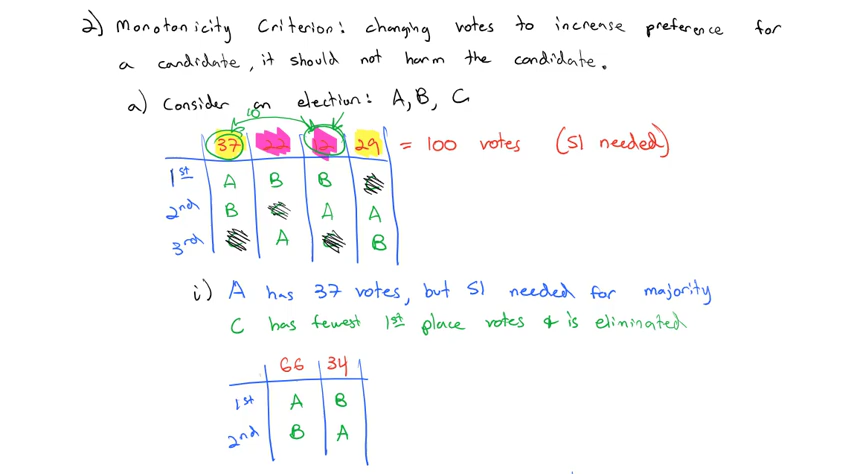 2) Monotonicity Criterion: changing votes to increase preference for
a candidate, it should not harm the candidate.
a) Consider an election: A, B, C
10
37 22 12 29 = 100 votes (51 needed)
1st A B B
2nd B A A
3rd A B
i) A has 37 votes, but 51 needed for majority
C has fewest 1st place votes & is eliminated
66 34
1st A B
2nd B A